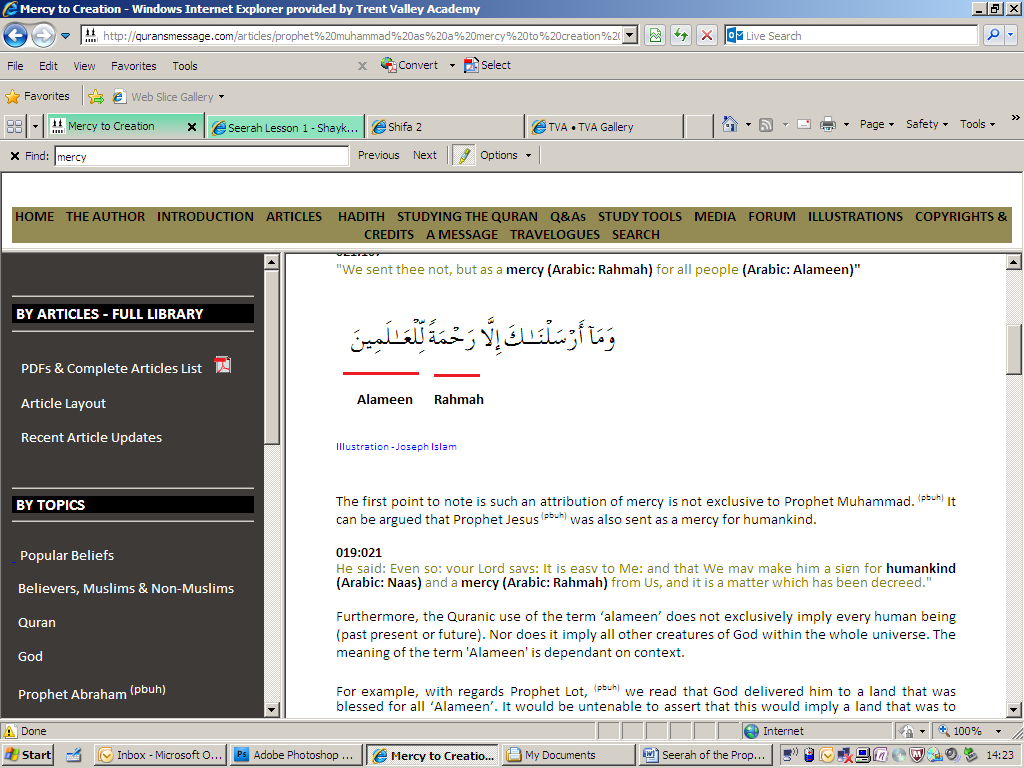 Mercy to Creation - Windows Internet Explorer provided by Trent Valley Academy
http://quransmessage.com/articles/prophet%20muhammad%20as%20a%20mercy%20to%20creation%20(
Live Search
File Edit View Favorites Tools
x Convert Select
Favorites Web Slice Gallery
Mercy to Creation
Seerah Lesson 1 - Shayk...
Shifa 2
TVA • TVA Gallery
Page Safety Tools »
Find: mercy Previous Next Options
HOME THE AUTHOR INTRODUCTION ARTICLES HADITH STUDYING THE QURAN Q&As STUDY TOOLS MEDIA FORUM ILLUSTRATIONS COPYRIGHTS &
CREDITS A MESSAGE TRAVELOGUES SEARCH
BY ARTICLES - FULL LIBRARY
PDFs & Complete Articles List
Article Layout
Recent Article Updates
BY TOPICS
Popular Beliefs
Believers, Muslims & Non-Muslims
Quran
God
Prophet Abraham (pbuh)
021:107
"We sent thee not, but as a mercy (Arabic: Rahmah) for all people (Arabic: Alameen)"
وَمَآ أَرْسَلْنَـٰكَ إِلَّا رَحْمَةً لِّلْعَـٰلَمِينَ
Alameen Rahmah
Illustration - Joseph Islam
The first point to note is such an attribution of mercy is not exclusive to Prophet Muhammad. (pbuh) It
can be argued that Prophet Jesus (pbuh) was also sent as a mercy for humankind.
019:021
He said: Even so: your Lord says: It is easy to Me: and that We may make him a sign for humankind
(Arabic: Naas) and a mercy (Arabic: Rahmah) from Us, and it is a matter which has been decreed."
Furthermore, the Quranic use of the term ‘alameen’ does not exclusively imply every human being
(past present or future). Nor does it imply all other creatures of God within the whole universe. The
meaning of the term 'Alameen' is dependant on context.
For example, with regards Prophet Lot, (pbuh) we read that God delivered him to a land that was
blessed for all ‘Alameen’. It would be untenable to assert that this would imply a land that was to
Done Internet 100%
Start
Inbox - Microsoft O...
Adobe Photoshop ...
Mercy to Creatio...
My Documents
Seerah of the Prop...
14:23